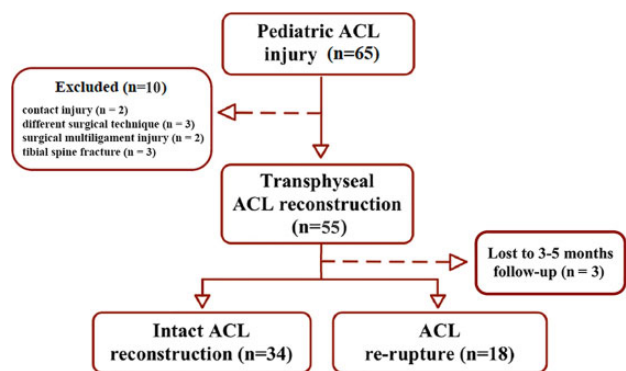 Pediatric ACL
injury (n=65)
Excluded (n=10)
contact injury (n = 2)
different surgical technique (n = 3)
surgical multiligament injury (n = 2)
tibial spine fracture (n = 3)
Transphyseal
ACL reconstruction
(n=55)
Lost to 3-5 months
follow-up (n = 3)
Intact ACL
reconstruction (n=34)
ACL
re-rupture (n=18)